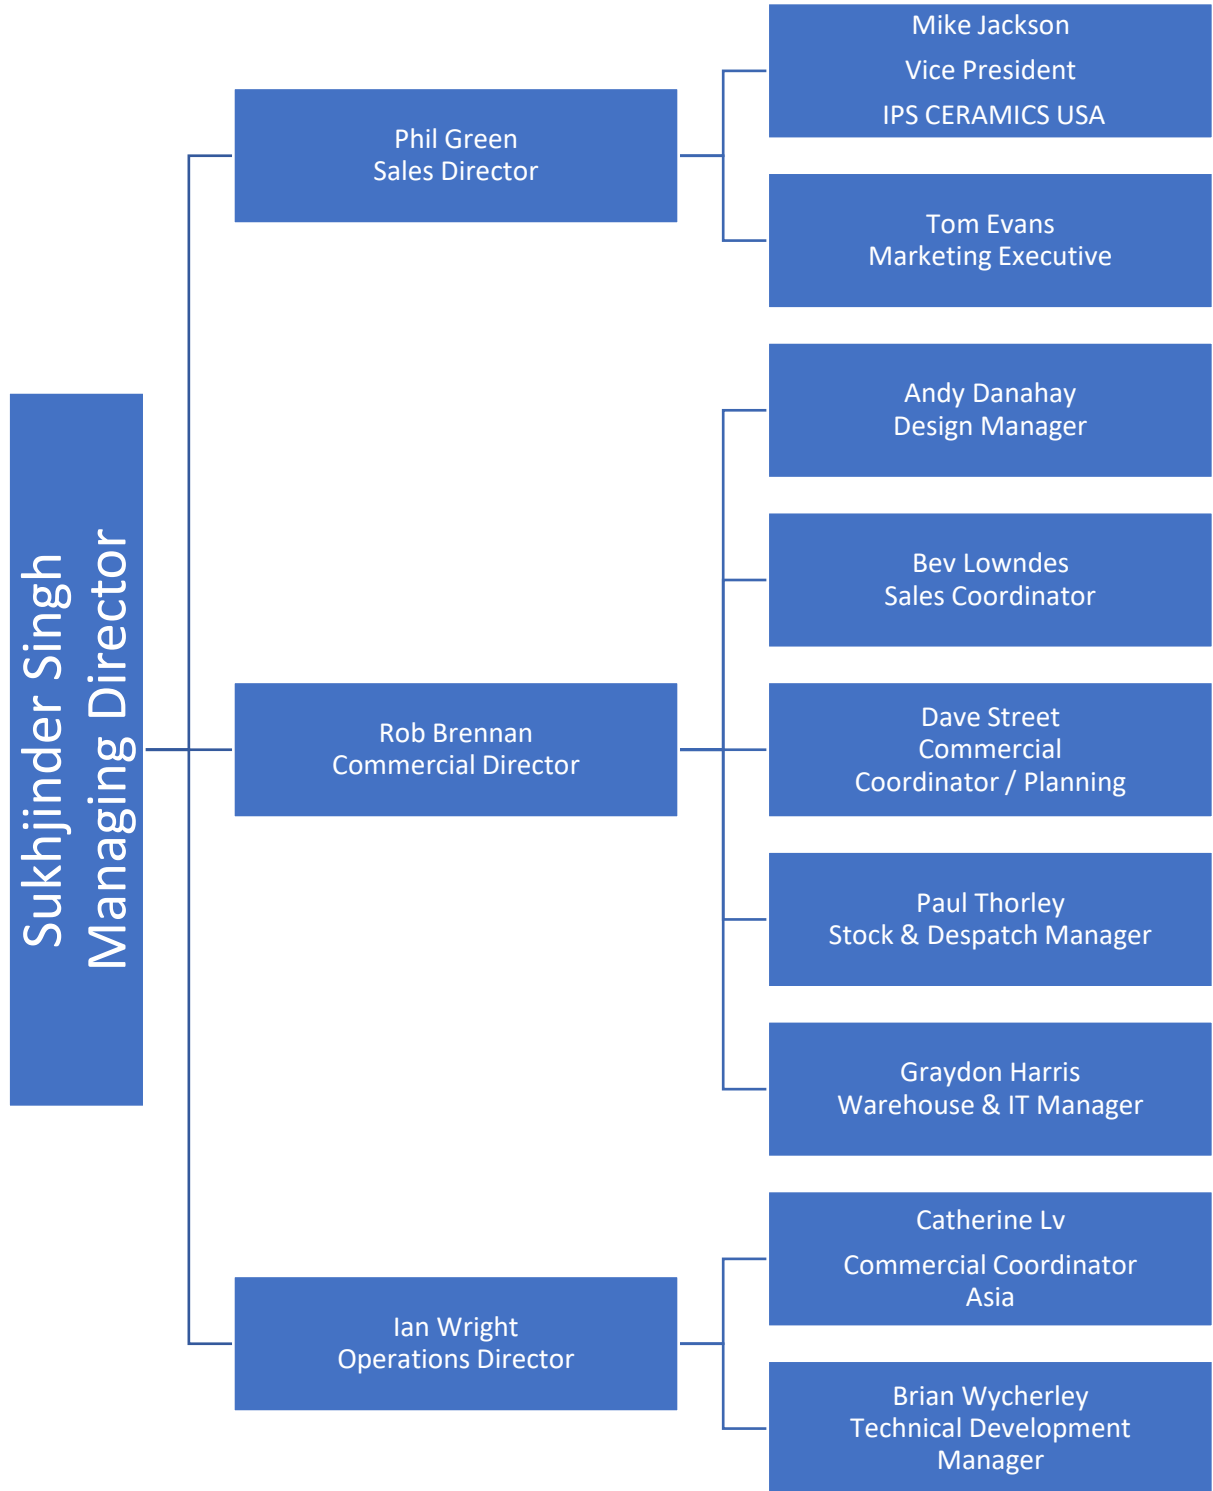 Sukhjinder Singh
Managing Director
Phil Green
Sales Director
Mike Jackson
Vice President
IPS CERAMICS USA
Tom Evans
Marketing Executive
Rob Brennan
Commercial Director
Andy Danahay
Design Manager
Bev Lowndes
Sales Coordinator
Dave Street
Commercial
Coordinator / Planning
Paul Thorley
Stock & Despatch Manager
Graydon Harris
Warehouse & IT Manager
Ian Wright
Operations Director
Catherine Lv
Commercial Coordinator
Asia
Brian Wycherley
Technical Development
Manager